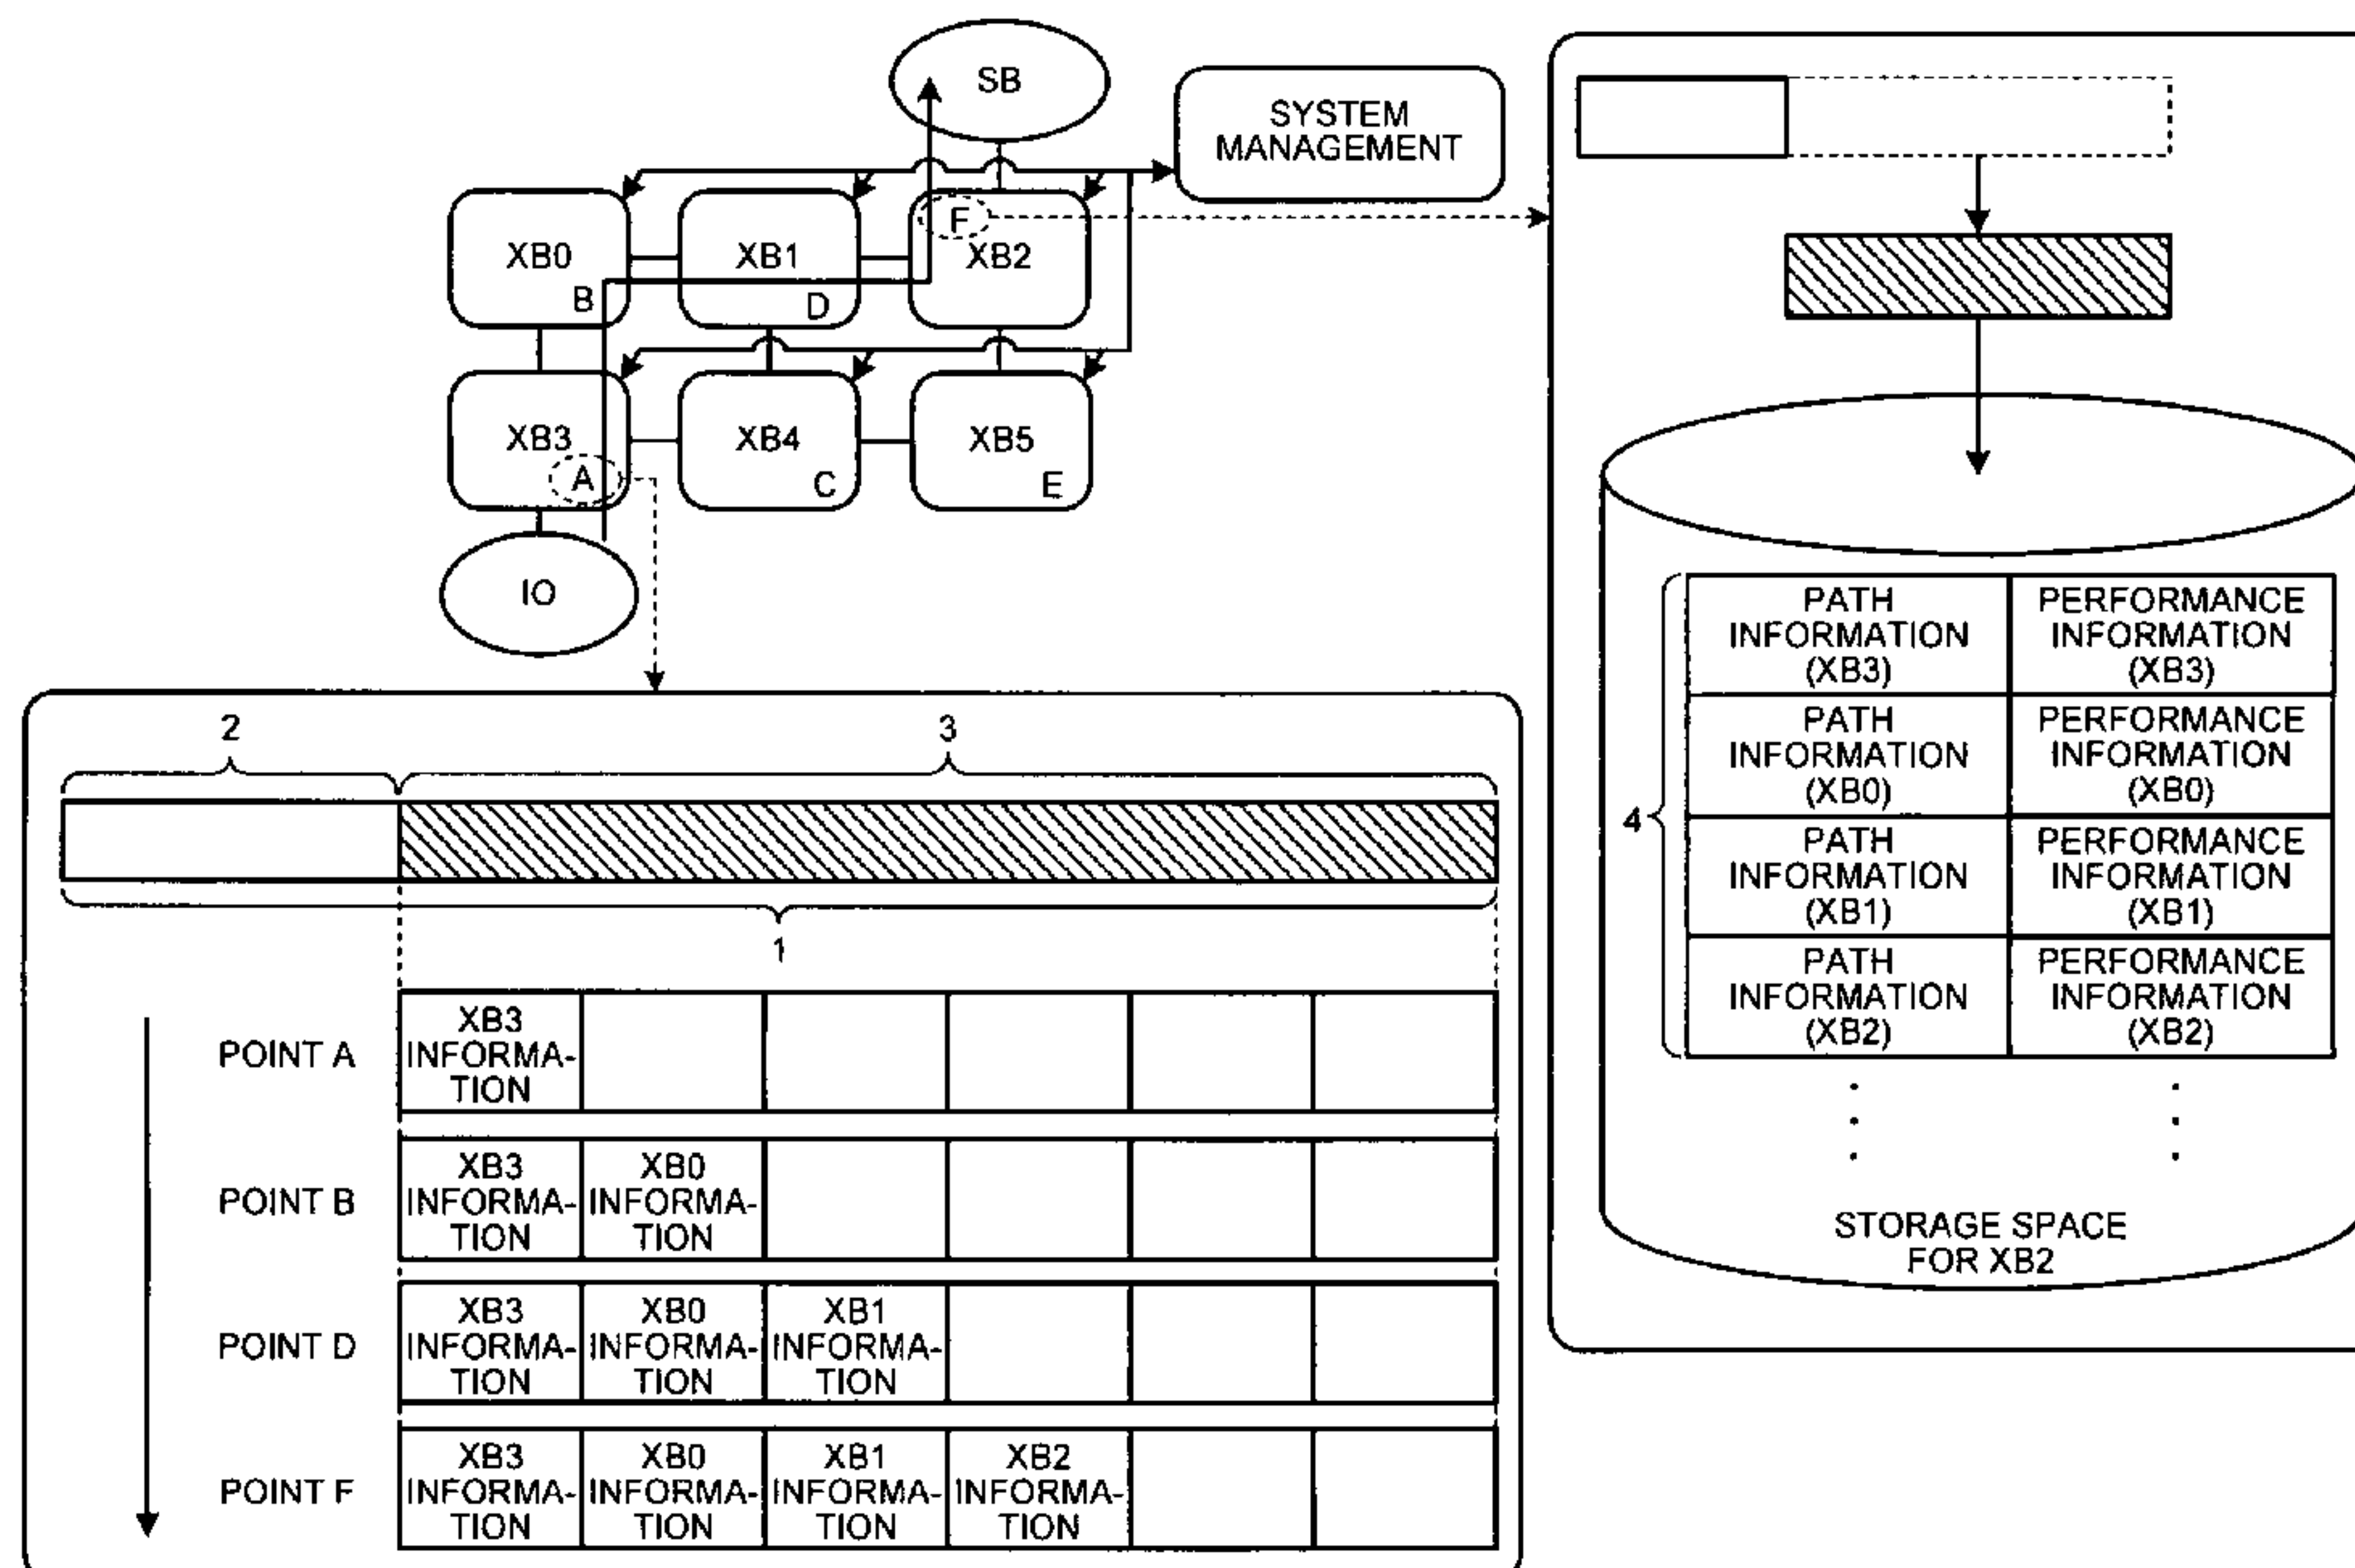 SB
SYSTEM
MANAGEMENT
F
XB0
XB1
XB2
B
D
XB3
XB4
XB5
A
C
E
IO
2
3
1
XB3
INFORMA-
TION
POINT A
XB3
INFORMA-
TION
XB0
INFORMA-
TION
POINT B
XB3
INFORMA-
TION
XB0
INFORMA-
TION
XB1
INFORMA-
TION
POINT D
XB3
INFORMA-
TION
XB0
INFORMA-
TION
XB1
INFORMA-
TION
XB2
INFORMA-
TION
POINT F
4
PATH
INFORMATION
(XB3)
PERFORMANCE
INFORMATION
(XB3)
PATH
INFORMATION
(XB0)
PERFORMANCE
INFORMATION
(XB0)
PATH
INFORMATION
(XB1)
PERFORMANCE
INFORMATION
(XB1)
PATH
INFORMATION
(XB2)
PERFORMANCE
INFORMATION
(XB2)
STORAGE SPACE
FOR XB2